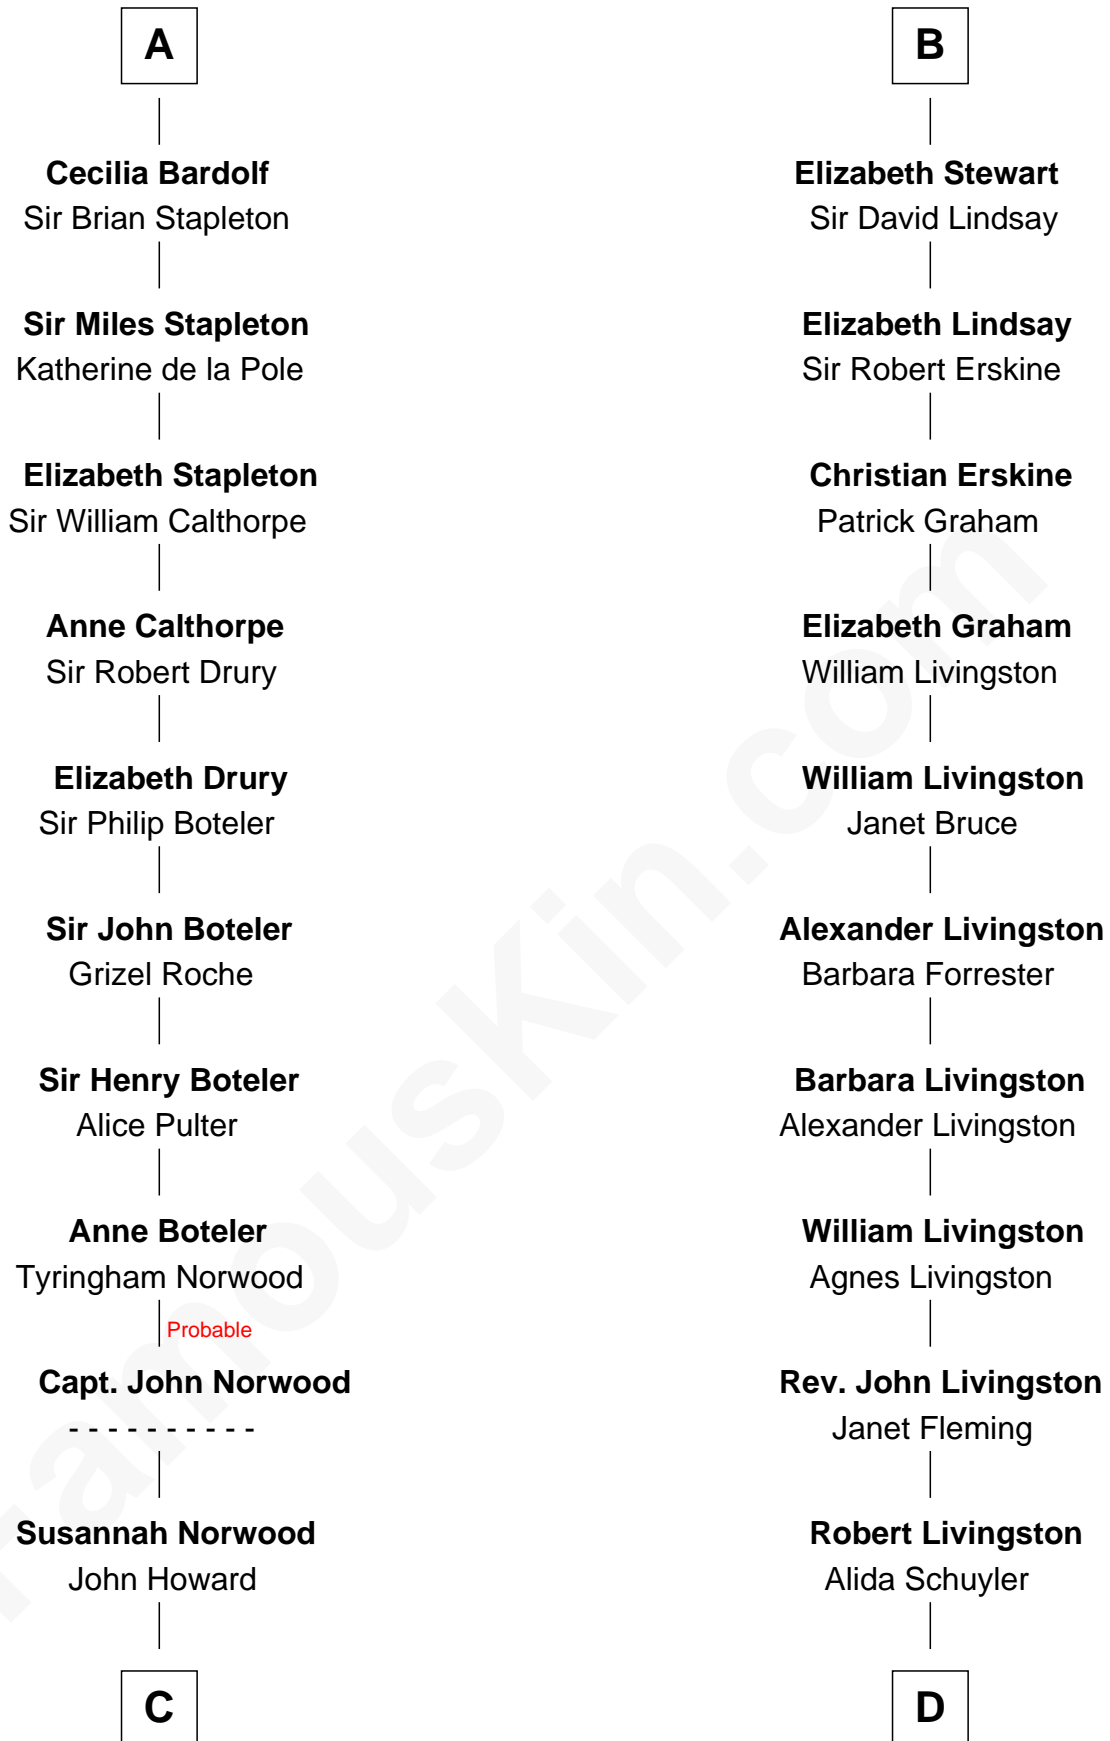 A
Cecilia Bardolf
Sir Brian Stapleton
Sir Miles Stapleton
Katherine de la Pole
Elizabeth Stapleton
Sir William Calthorpe
Anne Calthorpe
Sir Robert Drury
Elizabeth Drury
Sir Philip Boteler
Sir John Boteler
Grizel Roche
Sir Henry Boteler
Alice Pulter
Anne Boteler
Tyringham Norwood
Probable
Capt. John Norwood
- - - - - - - - - -
Susannah Norwood
John Howard
C
B
Elizabeth Stewart
Sir David Lindsay
Elizabeth Lindsay
Sir Robert Erskine
Christian Erskine
Patrick Graham
Elizabeth Graham
William Livingston
William Livingston
Janet Bruce
Alexander Livingston
Barbara Forrester
Barbara Livingston
Alexander Livingston
William Livingston
Agnes Livingston
Rev. John Livingston
Janet Fleming
Robert Livingston
Alida Schuyler
D
FamousKin.com